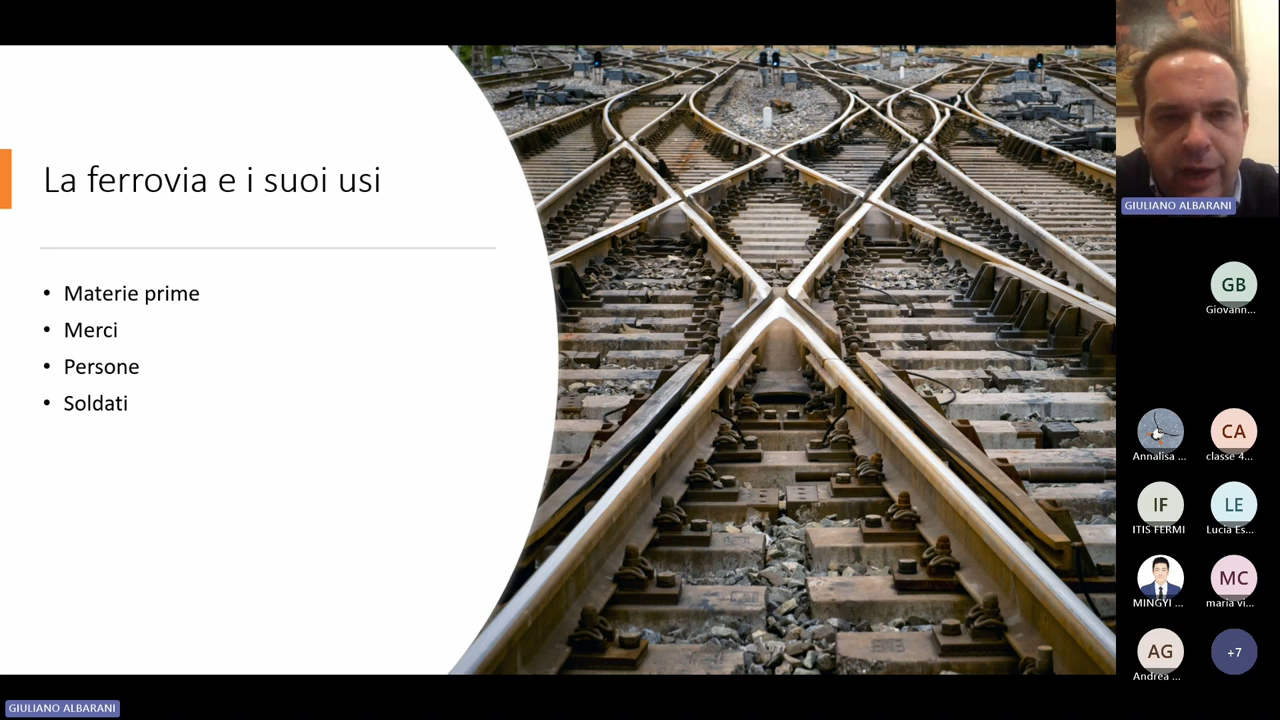 La ferrovia e i suoi usi
• Materie prime
• Merci
• Persone
• Soldati
GIULIANO ALBARANI
GB
Giovann...
Annalisa ...
CA
classe 4...
IF
ITIS FERMI
LE
Lucia Es...
MINGYI ...
MC
maria vi...
AG
Andrea ...
+7
GIULIANO ALBARANI